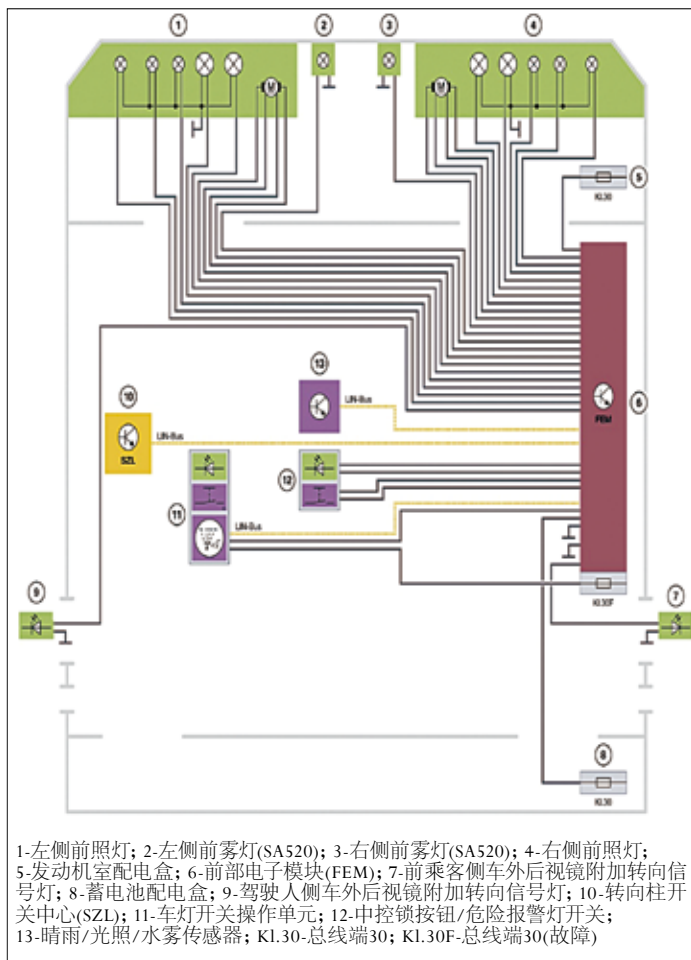 1
2
3
4
M
M
5
Kl.30
13
6
FEM
10
LIN-Bus
LIN-Bus
SZL
12
11
LIN-Bus
9
7
Kl.30F
8
Kl.30
1-左侧前照灯; 2-左侧前雾灯(SA520); 3-右侧前雾灯(SA520); 4-右侧前照灯;
5-发动机室配电盒; 6-前部电子模块(FEM); 7-前乘客侧车外后视镜附加转向信
号灯; 8-蓄电池配电盒; 9-驾驶人侧车外后视镜附加转向信号灯; 10-转向柱开
关中心(SZL); 11-车灯开关操作单元; 12-中控锁按钮/危险报警灯开关;
13-晴雨/光照/水雾传感器; Kl.30-总线端30; Kl.30F-总线端30(故障)